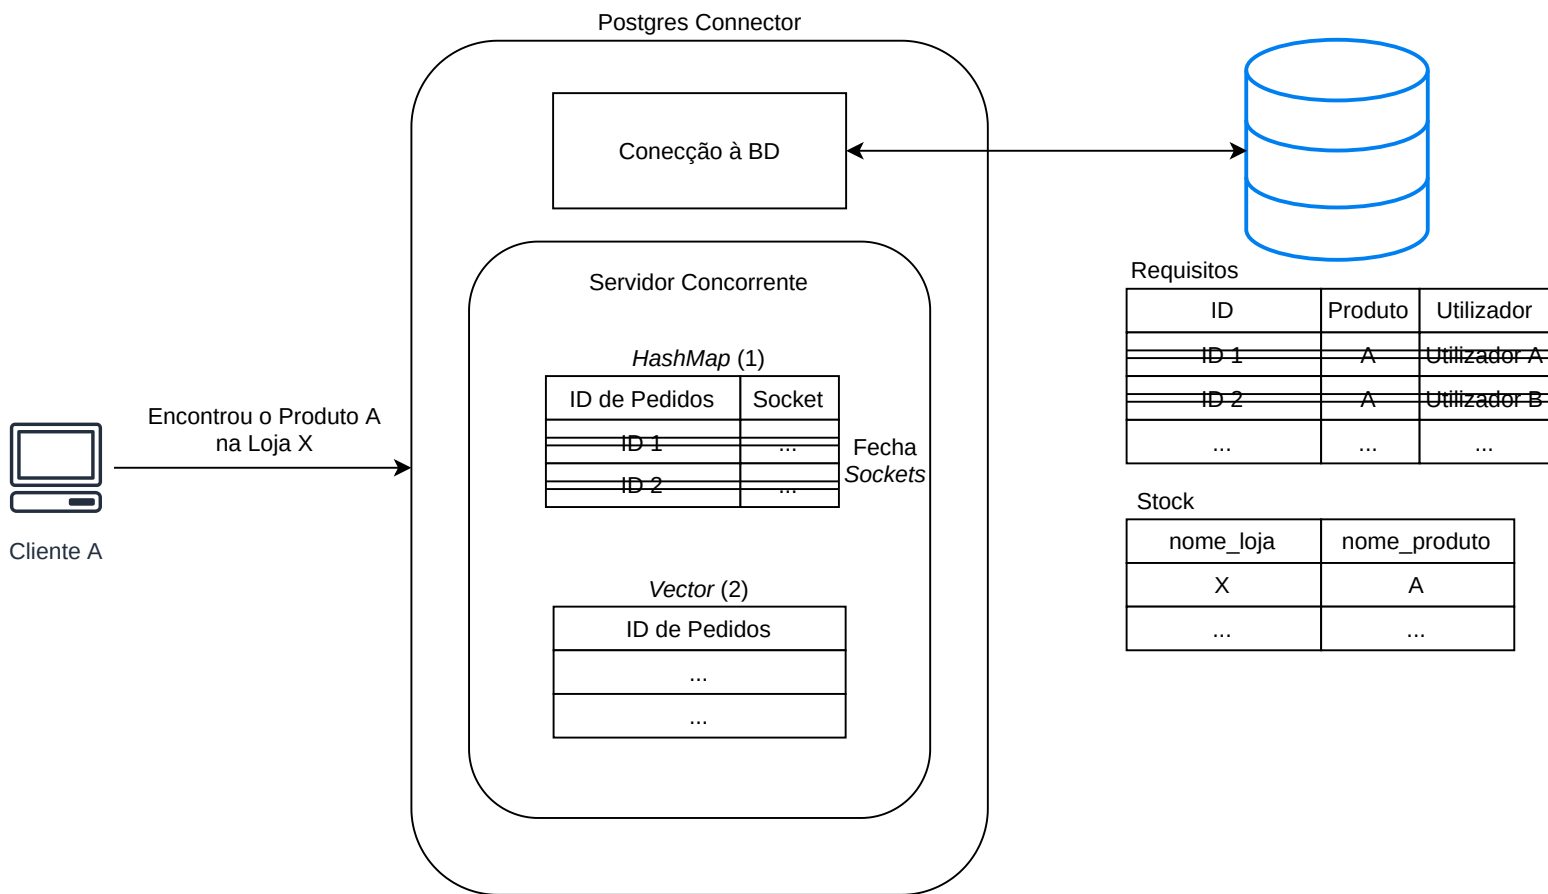 Postgres Connector
Conecção à BD
Servidor Concorrente
HashMap (1)
ID de Pedidos Socket
ID 1 ...
ID 2 ...
Fecha
Sockets
Vector (2)
ID de Pedidos
...
...
Encontrou o Produto A
na Loja X
Cliente A
Requisitos
ID Produto Utilizador
ID 1 A Utilizador A
ID 2 A Utilizador B
... ... ...
Stock
nome_loja nome_produto
X A
... ...